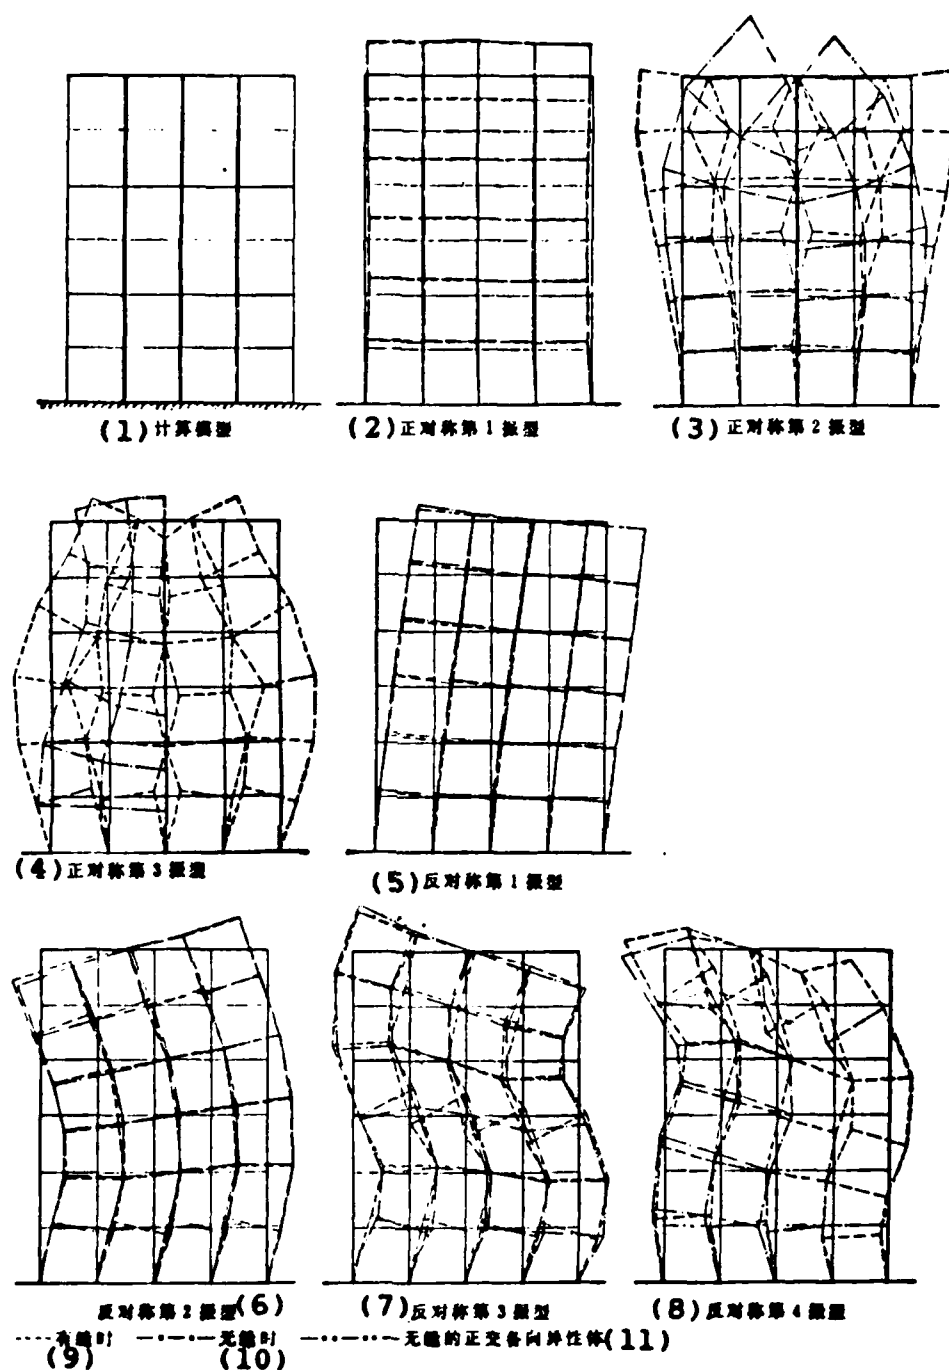 (1) 计算模型
(2) 正对称第1振型
(3) 正对称第2振型
(4) 正对称第3振型
(5) 反对称第1振型
反对称第2振型 (6)
(7) 反对称第3振型
(8) 反对称第4振型
有缝时 无缝时 无缝的正交各向异性体 (11)
(9) (10)